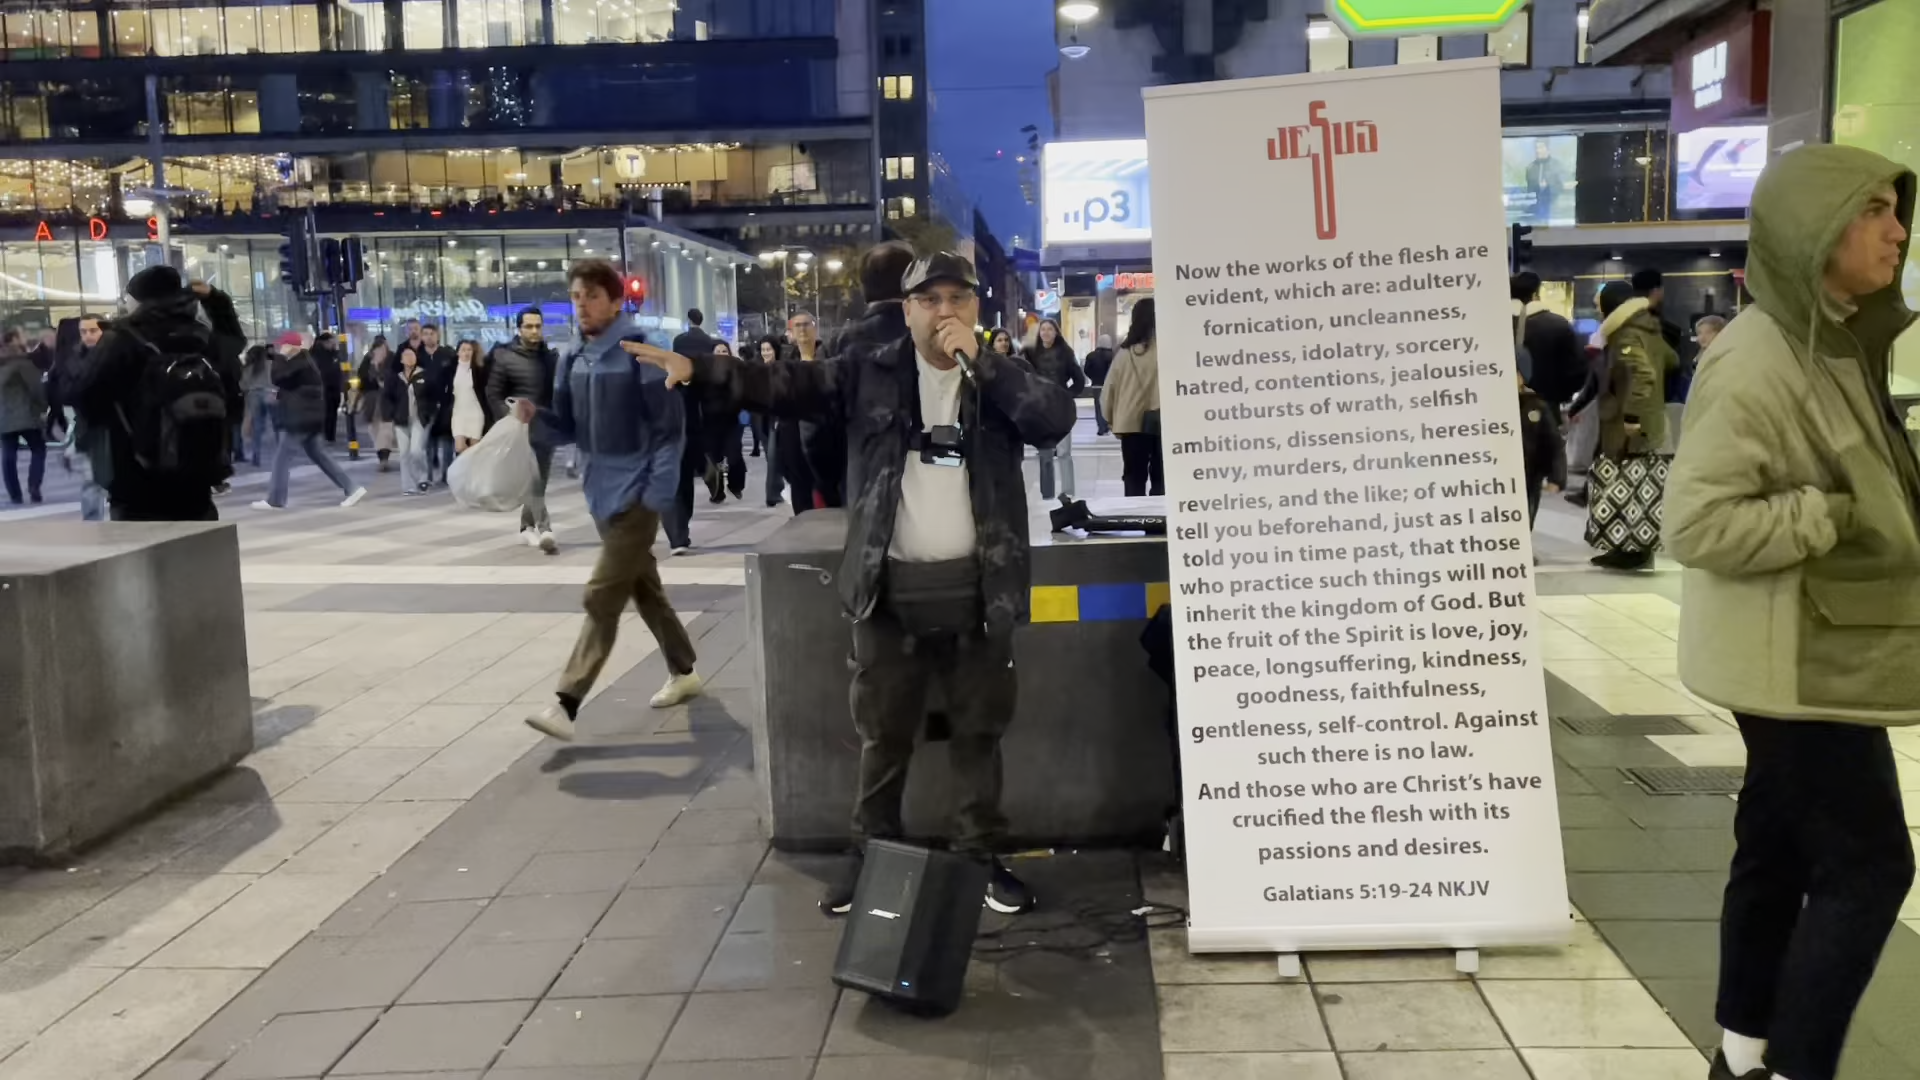 A D S
T
p3
JESUS
Now the works of the flesh are
evident, which are: adultery,
fornication, uncleanness,
lewdness, idolatry, sorcery,
hatred, contentions, jealousies,
outbursts of wrath, selfish
ambitions, dissensions, heresies,
envy, murders, drunkenness,
revelries, and the like; of which I
tell you beforehand, just as I also
told you in time past, that those
who practice such things will not
inherit the kingdom of God. But
the fruit of the Spirit is love, joy,
peace, longsuffering, kindness,
goodness, faithfulness,
gentleness, self-control. Against
such there is no law.
And those who are Christ's have
crucified the flesh with its
passions and desires.
Galatians 5:19-24 NKJV
BOSE